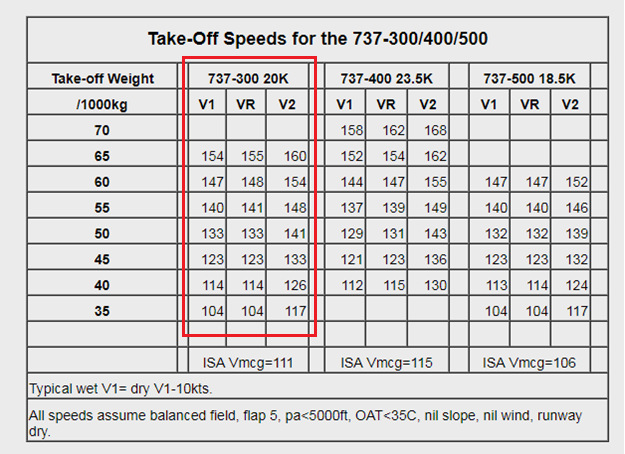 Take-Off Speeds for the 737-300/400/500
Take-off Weight 737-300 20K 737-400 23.5K 737-500 18.5K
/1000kg V1 VR V2 V1 VR V2 V1 VR V2
70 158 162 168
65 154 155 160 152 154 162
60 147 148 154 144 147 155 147 147 152
55 140 141 148 137 139 149 140 140 146
50 133 133 141 129 131 143 132 132 139
45 123 123 133 121 123 136 123 123 132
40 114 114 126 112 115 130 113 114 124
35 104 104 117 104 104 117
ISA Vmcg=111 ISA Vmcg=115 ISA Vmcg=106
Typical wet V1= dry V1-10kts.
All speeds assume balanced field, flap 5, pa<5000ft, OAT<35C, nil slope, nil wind, runway
dry.